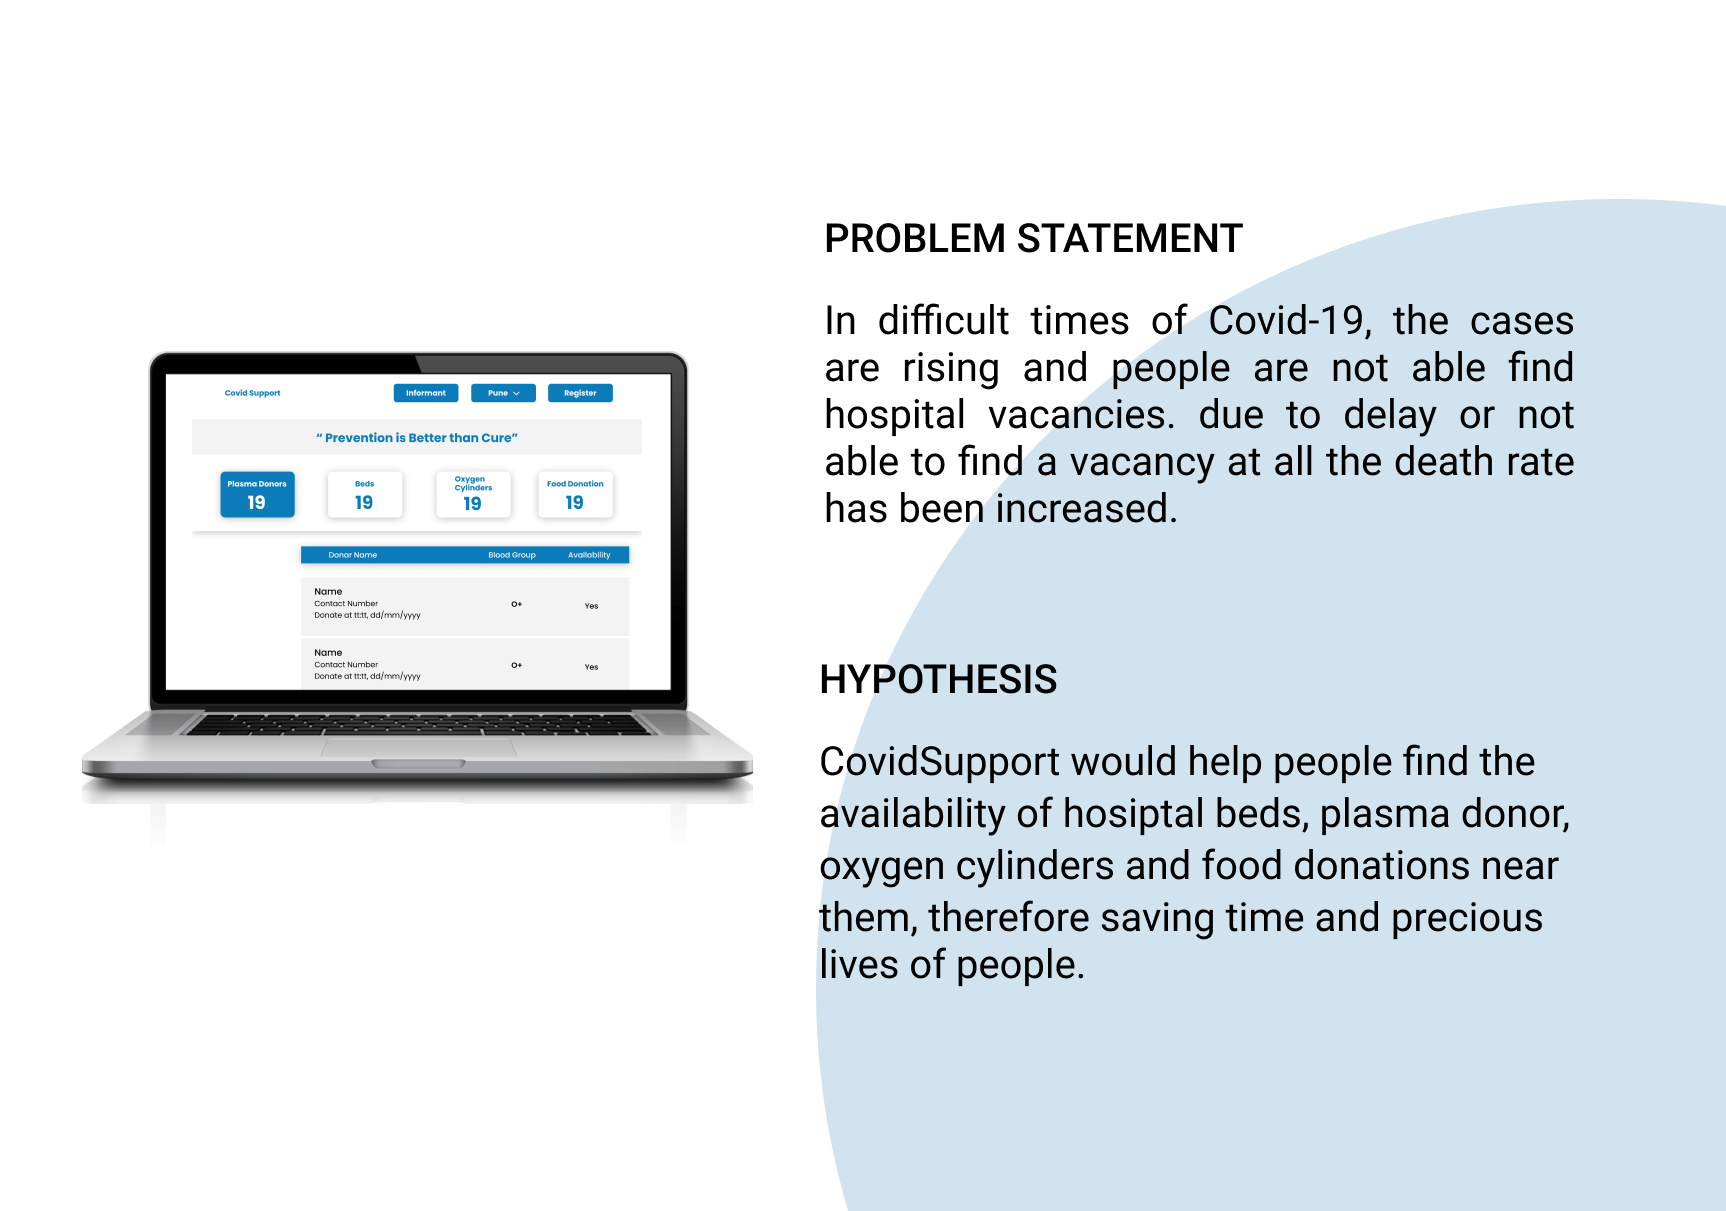 Covid Support
Informant
Pune
Register
“ Prevention is Better than Cure”
Plasma Donors
19
Beds
19
Oxygen
Cylinders
19
Food Donation
19
Donar Name Blood Group Availability
Name
Contact Number
Donate at tt:tt, dd/mm/yyyy
O+
Yes
Name
Contact Number
Donate at tt:tt, dd/mm/yyyy
O+
Yes
PROBLEM STATEMENT
In difficult times of Covid-19, the cases
are rising and people are not able find
hospital vacancies. due to delay or not
able to find a vacancy at all the death rate
has been increased.
HYPOTHESIS
CovidSupport would help people find the
availability of hosiptal beds, plasma donor,
oxygen cylinders and food donations near
them, therefore saving time and precious
lives of people.